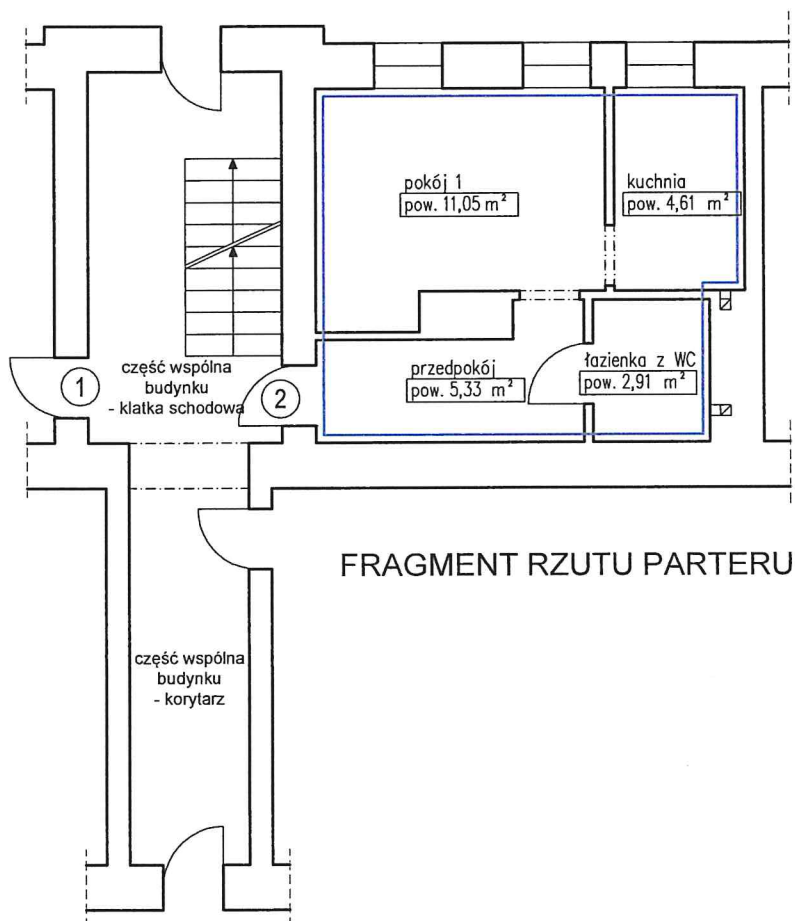 pokój 1
pow. 11,05 m²
kuchnia
pow. 4,61 m²
część wspólna
budynku
- klatka schodowa
1
2
przedpokój
pow. 5,33 m²
łazienka z WC
pow. 2,91 m²
FRAGMENT RZUTU PARTERU
część wspólna
budynku
- korytarz